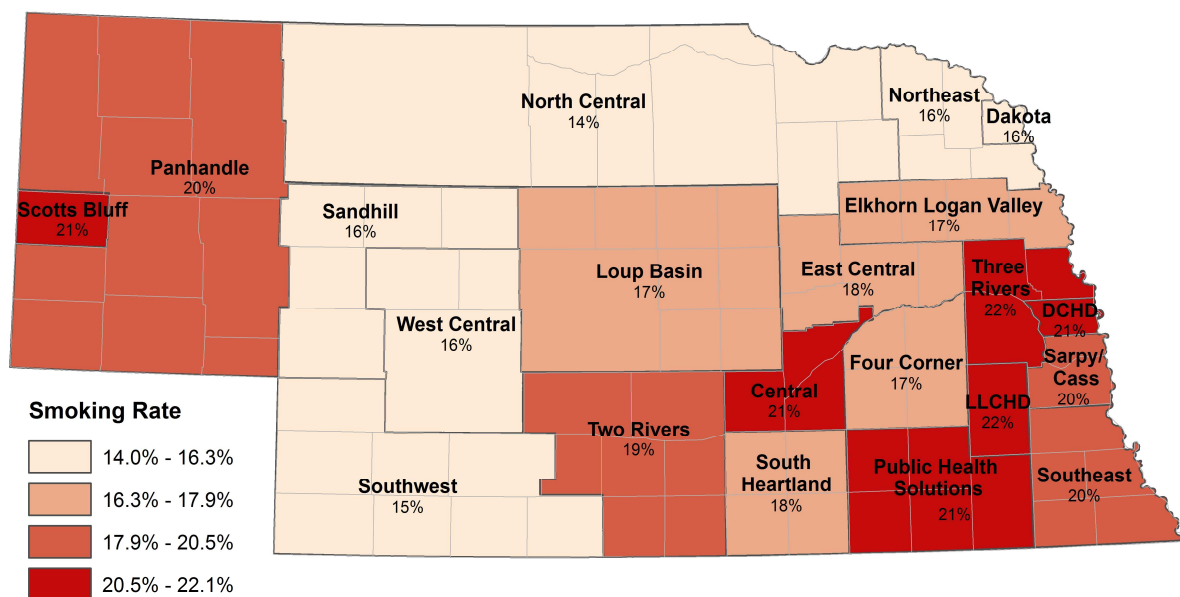 North Central
14%
Northeast
16%
Dakota
16%
Panhandle
20%
Scotts Bluff
21%
Sandhill
16%
Elkhorn Logan Valley
17%
Loup Basin
17%
East Central
18%
Three
Rivers
22%
DCHD
21%
West Central
16%
Four Corner
17%
Sarpy/
Cass
20%
Central
21%
LLCHD
22%
Two Rivers
19%
South
Heartland
18%
Public Health
Solutions
21%
Southeast
20%
Southwest
15%
Smoking Rate
14.0% - 16.3%
16.3% - 17.9%
17.9% - 20.5%
20.5% - 22.1%